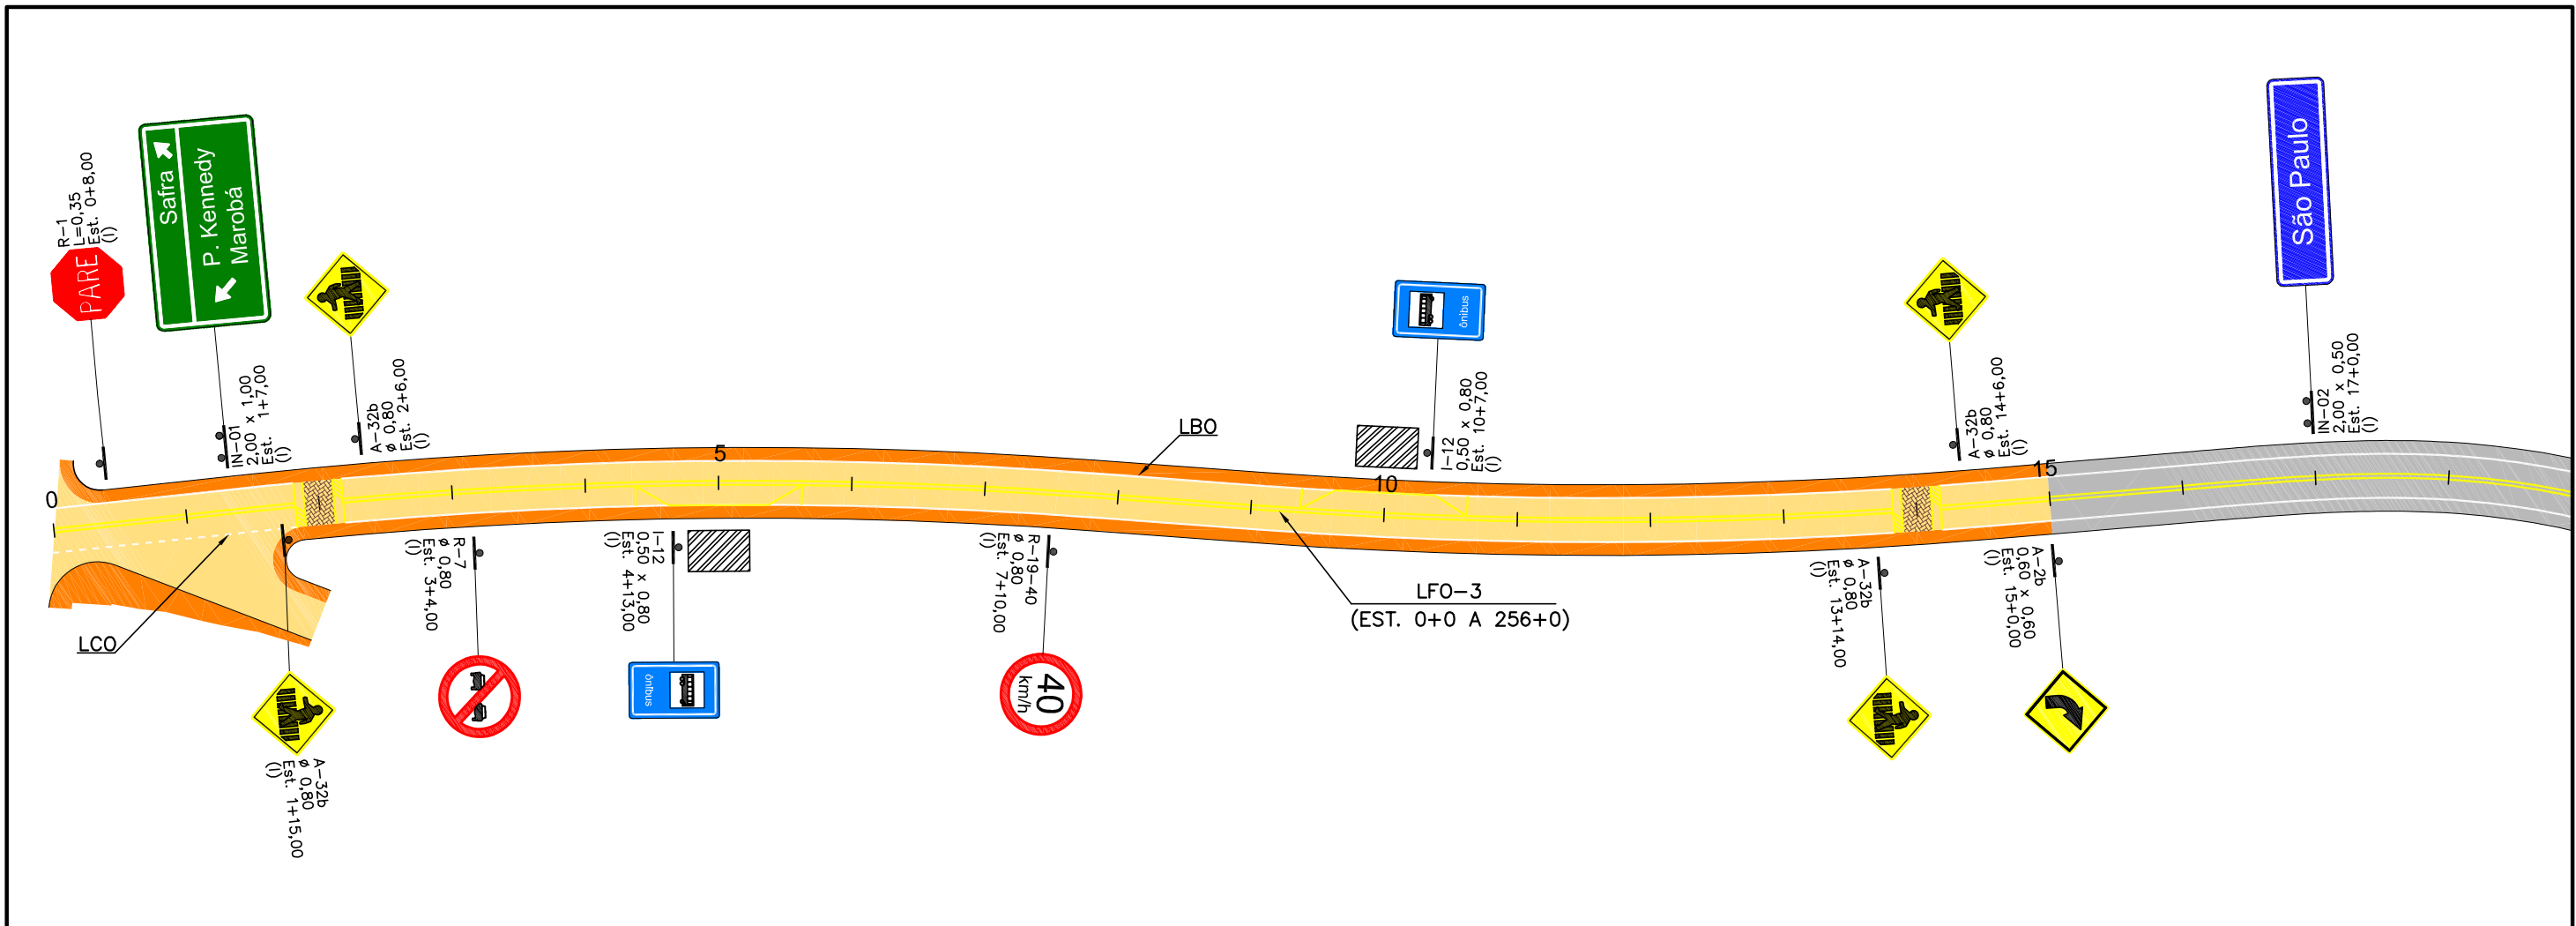 R-1
L=0,35
Est. 0+8,00
(I)
PARE
Safra
P. Kennedy
Marobá
IN-01
2,00 x 1,00
Est. 1+7,00
(I)
A-32b
ø 0,80
Est. 2+6,00
(I)
ônibus
I-12
0,50 x 0,80
Est. 10+7,00
(I)
A-32b
ø 0,80
Est. 14+6,00
(I)
São Paulo
IN-02
2,00 x 0,50
Est. 17+0,00
(I)
LBO
0
5
10
15
LCO
A-32b
ø 0,80
Est. 1+15,00
(I)
R-7
ø 0,80
Est. 3+4,00
(I)
I-12
0,50 x 0,80
Est. 4+13,00
(I)
ônibus
R-19-40
ø 0,80
Est. 7+10,00
(I)
40
km/h
LFO-3
(EST. 0+0 A 256+0)
A-32b
ø 0,80
Est. 13+14,00
(I)
A-2b
0,60 x 0,60
Est. 15+0,00
(I)